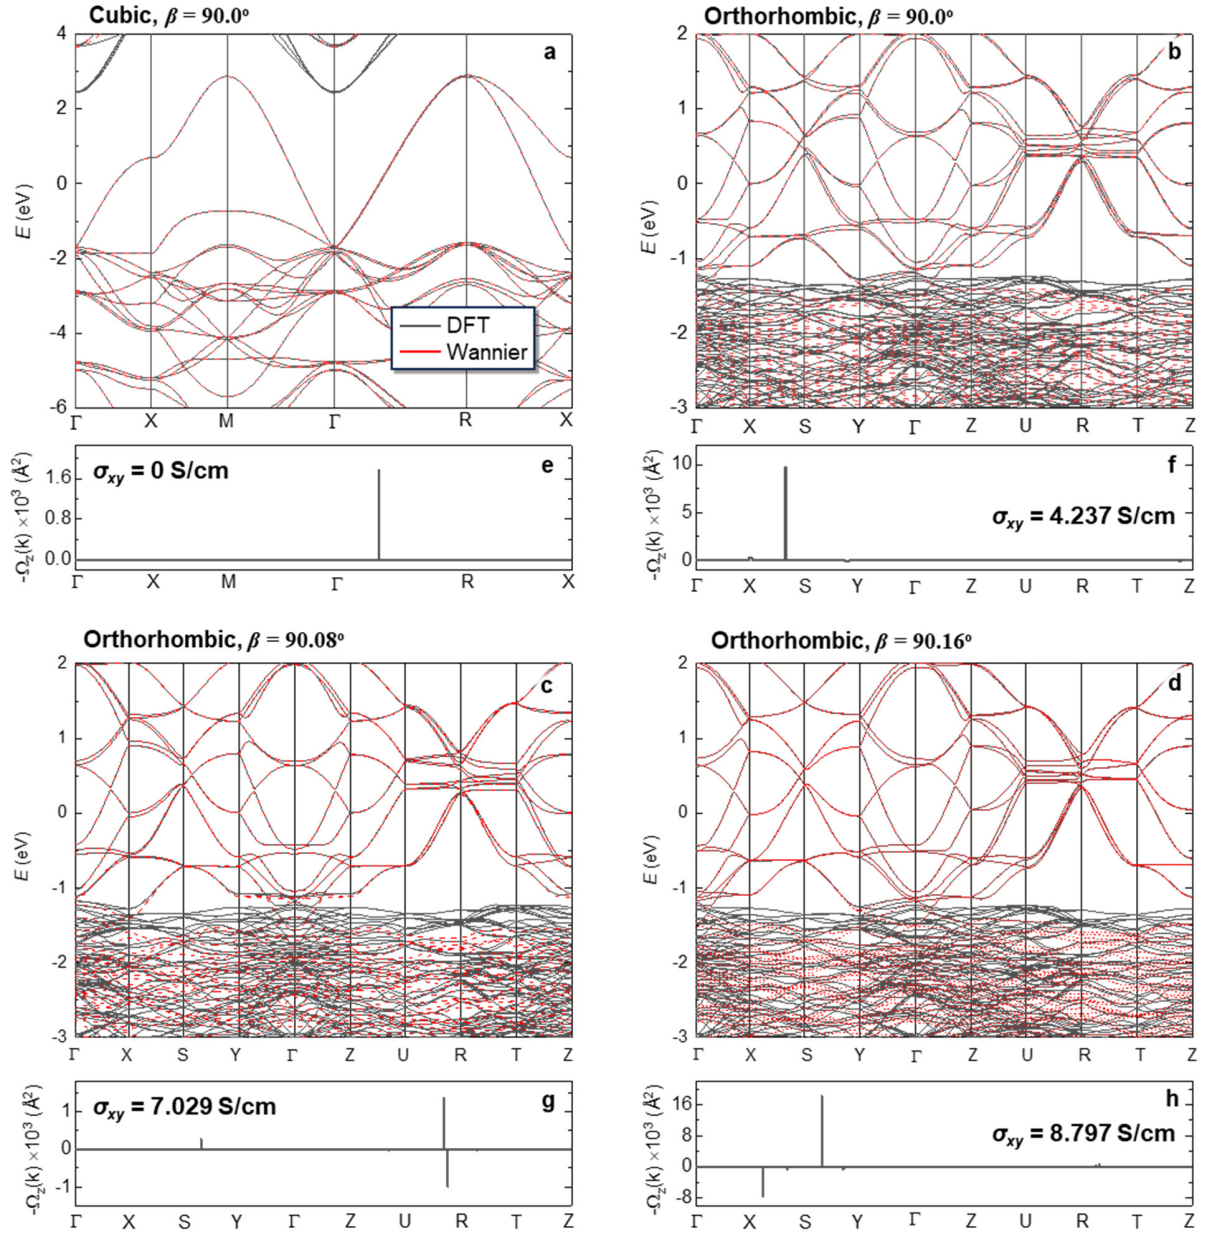 Cubic, β = 90.0º
a
4
2
0
-2
-4
-6
E (eV)
DFT
Wannier
Γ X M Γ R X
Orthorhombic, β = 90.0º
b
2
1
0
-1
-2
-3
E (eV)
Γ X S Y Γ Z U R T Z
σxy = 0 S/cm
e
1.6
0.8
0.0
-Ωz(k) ×10³ (Å²)
Γ X M Γ R X
f
10
5
0
-Ωz(k) ×10³ (Å²)
σxy = 4.237 S/cm
Γ X S Y Γ Z U R T Z
Orthorhombic, β = 90.08º
c
2
1
0
-1
-2
-3
E (eV)
Γ X S Y Γ Z U R T Z
Orthorhombic, β = 90.16º
d
2
1
0
-1
-2
-3
E (eV)
Γ X S Y Γ Z U R T Z
σxy = 7.029 S/cm
g
1
0
-1
-Ωz(k) ×10³ (Å²)
Γ X S Y Γ Z U R T Z
h
16
8
0
-8
-Ωz(k) ×10³ (Å²)
σxy = 8.797 S/cm
Γ X S Y Γ Z U R T Z